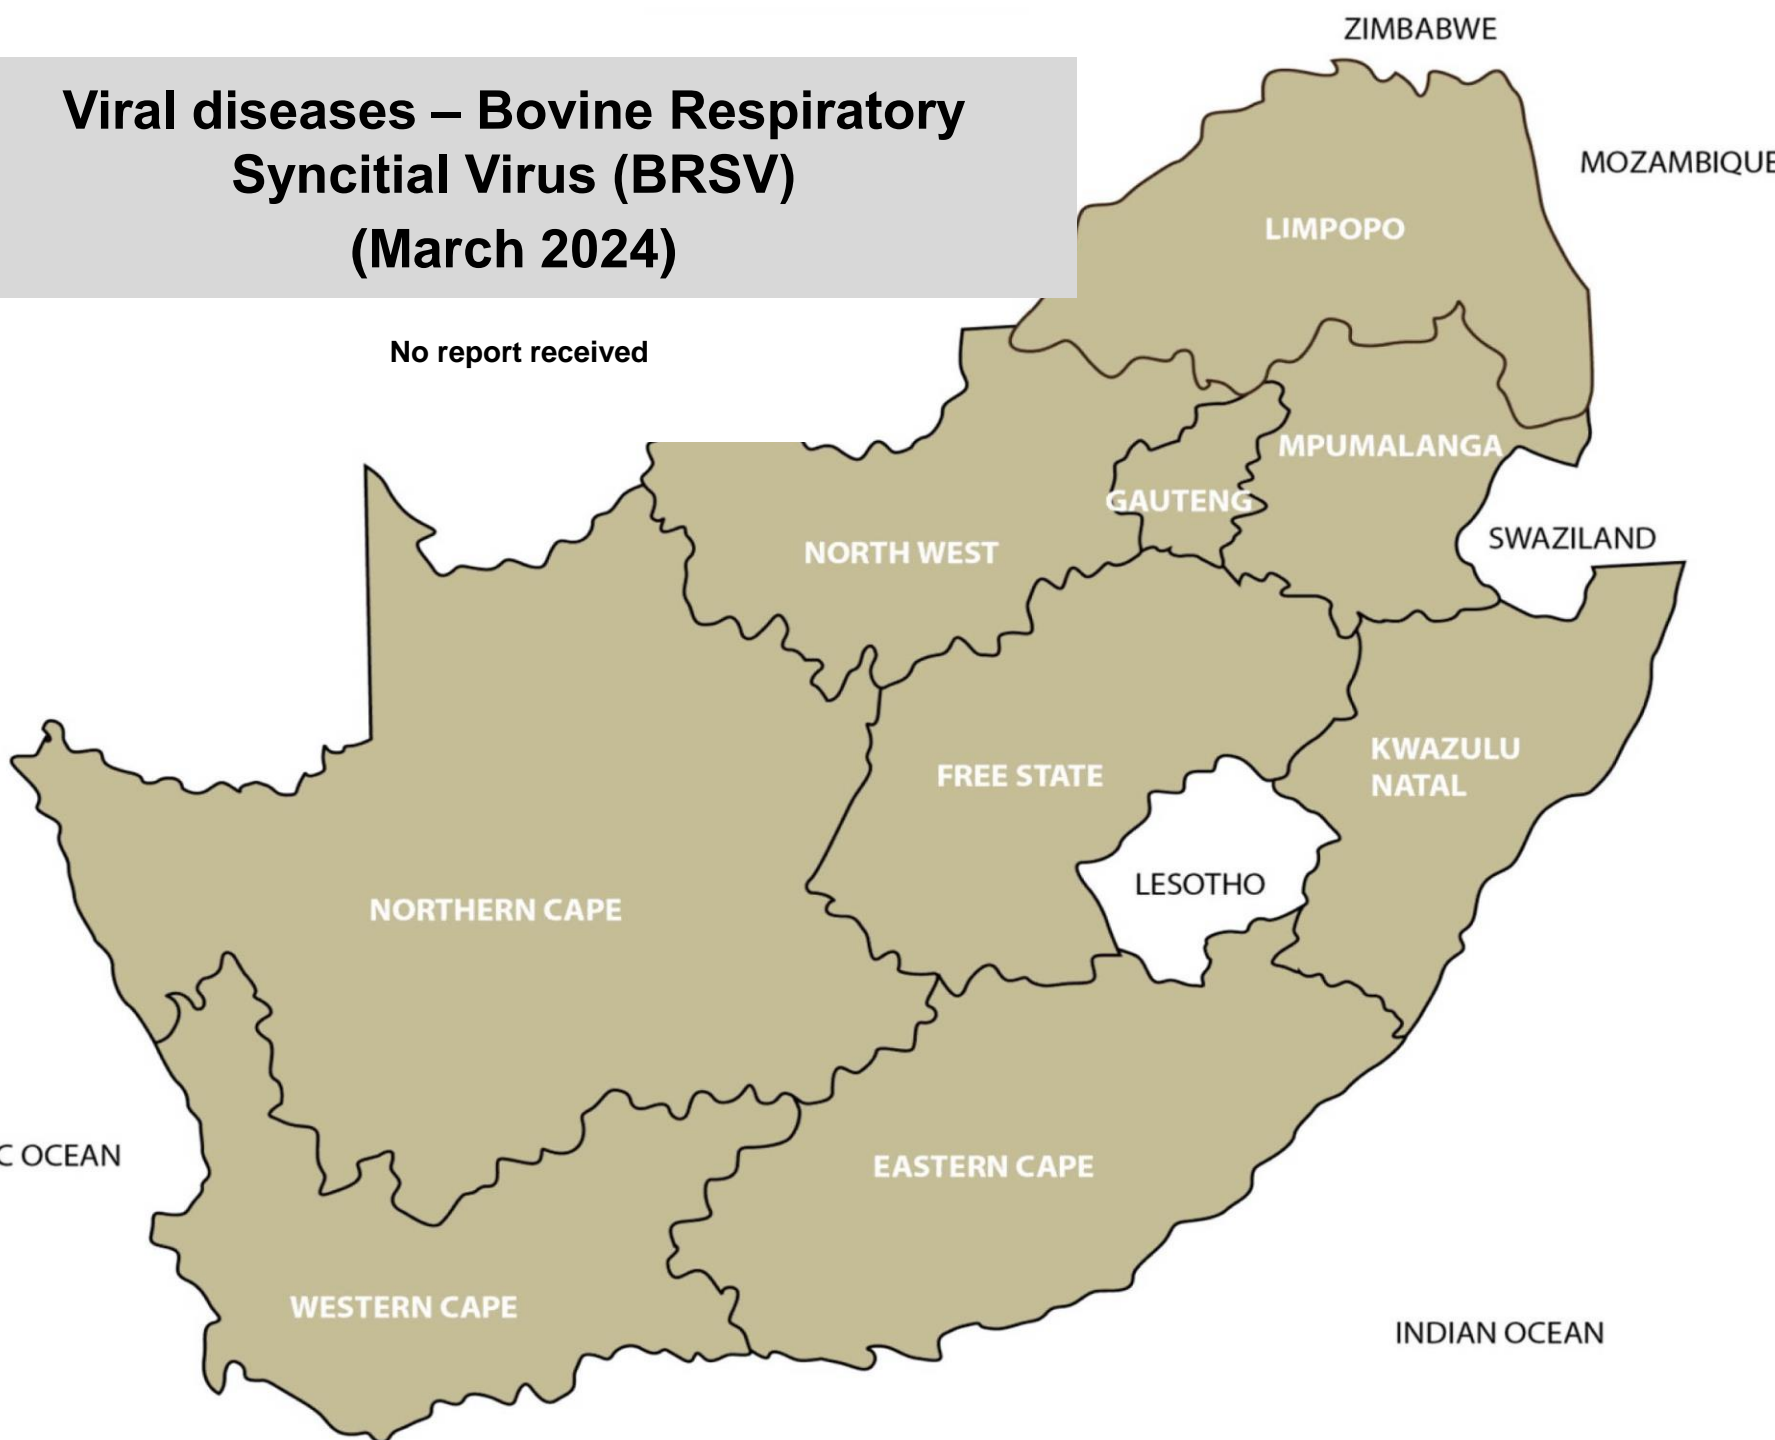 ZIMBABWE
Viral diseases – Bovine Respiratory
Syncitial Virus (BRSV)
(March 2024)
MOZAMBIQUE
LIMPOPO
No report received
MPUMALANGA
GAUTENG
NORTH WEST
SWAZILAND
KWAZULU
NATAL
FREE STATE
LESOTHO
NORTHERN CAPE
C OCEAN
EASTERN CAPE
WESTERN CAPE
INDIAN OCEAN